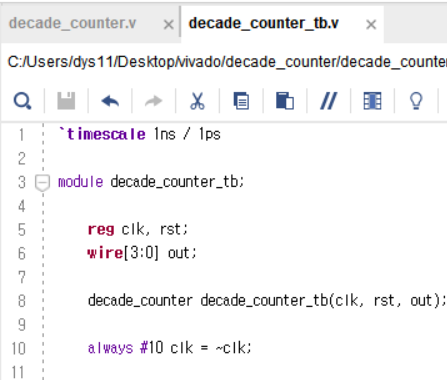 decade_counter.v × decade_counter_tb.v ×
C:/Users/dys11/Desktop/vivado/decade_counter/decade_counte
//
1 `timescale 1ns / 1ps
2
3 module decade_counter_tb;
4
5 reg clk, rst;
6 wire[3:0] out;
7
8 decade_counter decade_counter_tb(clk, rst, out);
9
10 always #10 clk = ~clk;
11